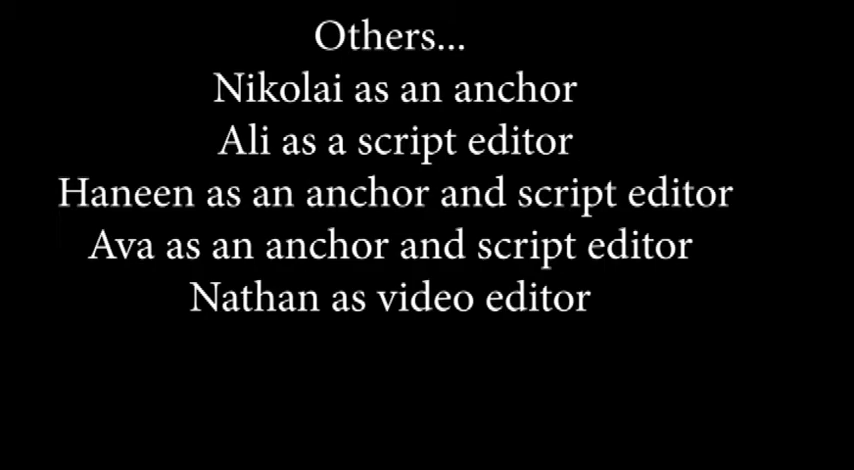 Others...
Nikolai as an anchor
Ali as a script editor
Haneen as an anchor and script editor
Ava as an anchor and script editor
Nathan as video editor